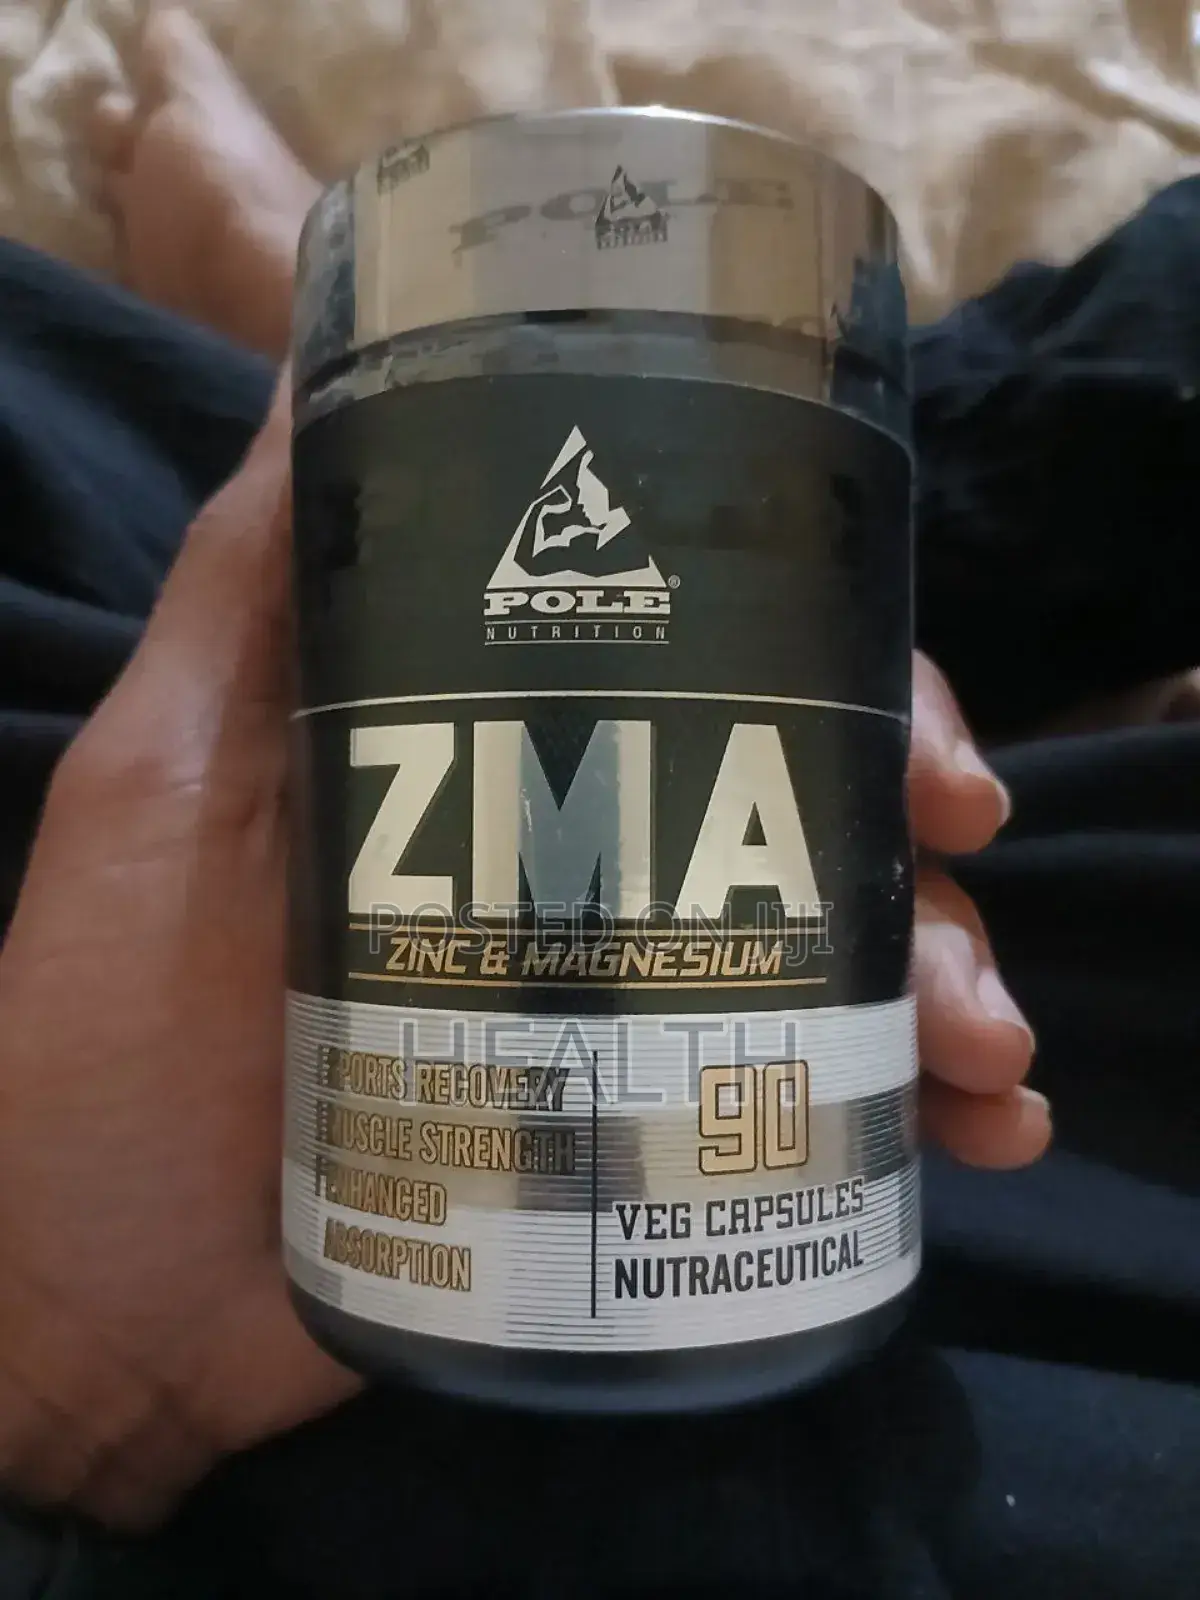 POLE
POLE®
NUTRITION
ZMA
POSTED ON JIJI
ZINC & MAGNESIUM
HEALTH
SPORTS RECOVERY
MUSCLE STRENGTH
ENHANCED
ABSORPTION
90
VEG CAPSULES
NUTRACEUTICAL